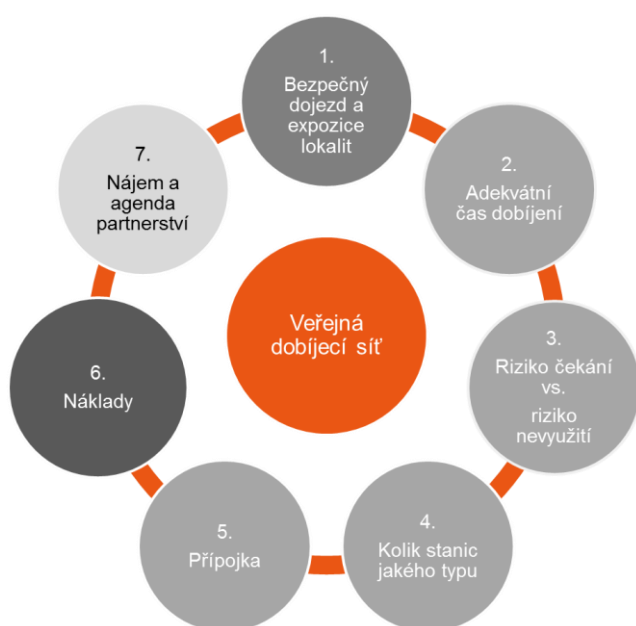 1.
Bezpečný
dojezd a
expozice
lokalit
2.
Adekvátní
čas dobíjení
3.
Riziko čekání
vs.
riziko
nevyužití
4.
Kolik stanic
jakého typu
5.
Přípojka
6.
Náklady
7.
Nájem a
agenda
partnerství
Veřejná
dobíjecí síť